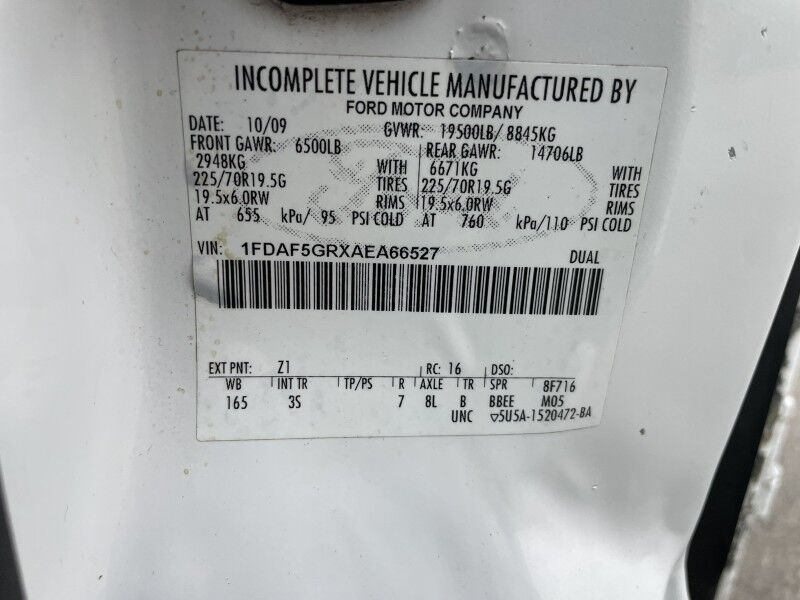 INCOMPLETE VEHICLE MANUFACTURED BY
FORD MOTOR COMPANY
DATE: 10/09 GVWR: 19500LB/ 8845KG
FRONT GAWR: 6500LB REAR GAWR: 14706LB
2948KG WITH 6671KG WITH
225/70R19.5G TIRES 225/70R19.5G TIRES
19.5x6.0RW RIMS 19.5x6.0RW RIMS
AT 655 kPa/ 95 PSI COLD AT 760 kPa/110 PSI COLD
VIN: 1FDAF5GRXAEA66527 DUAL
EXT PNT: Z1 RC: 16 DSO:
WB INT TR TP/PS R AXLE TR SPR 8F716
165 3S 7 8L B BBEE M05
UNC ▽5U5A-1520472-BA